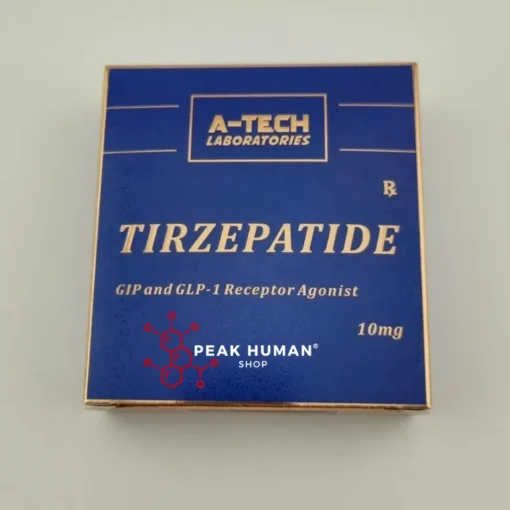 A-TECH
LABORATORIES
℞
TIRZEPATIDE
GIP and GLP-1 Receptor Agonist
10mg
PEAK HUMAN®
SHOP